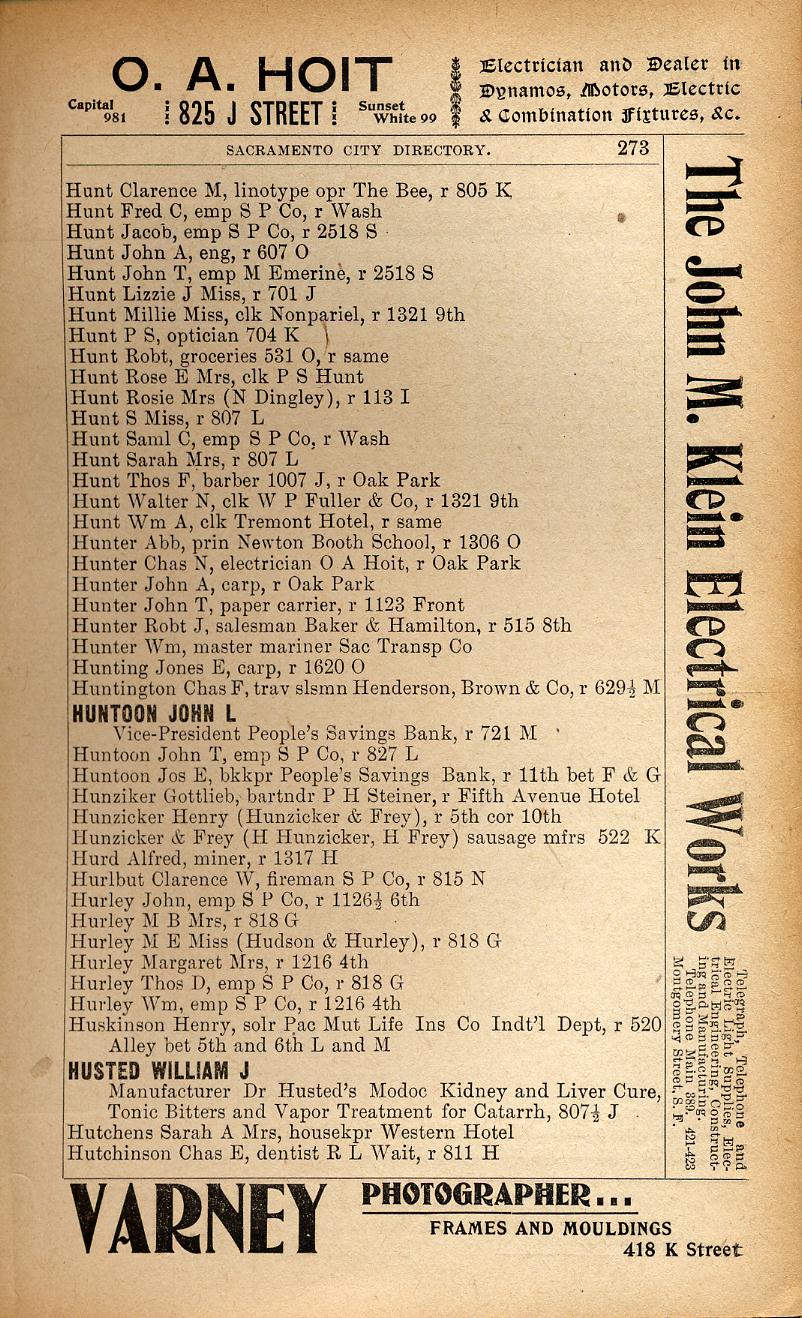 O. A. HOIT
Capital 981
825 J STREET
Sunset White 99
Electrician and Dealer in
Dynamos, Motors, Electric
& Combination Fixtures, &c.
SACRAMENTO CITY DIRECTORY. 273
Hunt Clarence M, linotype opr The Bee, r 805 K
Hunt Fred C, emp S P Co, r Wash
Hunt Jacob, emp S P Co, r 2518 S
Hunt John A, eng, r 607 O
Hunt John T, emp M Emerine, r 2518 S
Hunt Lizzie J Miss, r 701 J
Hunt Millie Miss, clk Nonpariel, r 1321 9th
Hunt P S, optician 704 K
Hunt Robt, groceries 531 O, r same
Hunt Rose E Mrs, clk P S Hunt
Hunt Rosie Mrs (N Dingley), r 113 I
Hunt S Miss, r 807 L
Hunt Saml C, emp S P Co, r Wash
Hunt Sarah Mrs, r 807 L
Hunt Thos F, barber 1007 J, r Oak Park
Hunt Walter N, clk W P Fuller & Co, r 1321 9th
Hunt Wm A, clk Tremont Hotel, r same
Hunter Abb, prin Newton Booth School, r 1306 O
Hunter Chas N, electrician O A Hoit, r Oak Park
Hunter John A, carp, r Oak Park
Hunter John T, paper carrier, r 1123 Front
Hunter Robt J, salesman Baker & Hamilton, r 515 8th
Hunter Wm, master mariner Sac Transp Co
Hunting Jones E, carp, r 1620 O
Huntington Chas F, trav slsmn Henderson, Brown & Co, r 629½ M
HUNTOON JOHN L
Vice-President People's Savings Bank, r 721 M
Huntoon John T, emp S P Co, r 827 L
Huntoon Jos E, bkkpr People's Savings Bank, r 11th bet F & G
Hunziker Gottlieb, bartndr P H Steiner, r Fifth Avenue Hotel
Hunzicker Henry (Hunzicker & Frey), r 5th cor 10th
Hunzicker & Frey (H Hunzicker, H Frey) sausage mfrs 522 K
Hurd Alfred, miner, r 1317 H
Hurlbut Clarence W, fireman S P Co, r 815 N
Hurley John, emp S P Co, r 1126½ 6th
Hurley M B Mrs, r 818 G
Hurley M E Miss (Hudson & Hurley), r 818 G
Hurley Margaret Mrs, r 1216 4th
Hurley Thos D, emp S P Co, r 818 G
Hurley Wm, emp S P Co, r 1216 4th
Huskinson Henry, solr Pac Mut Life Ins Co Indt'l Dept, r 520
Alley bet 5th and 6th L and M
HUSTED WILLIAM J
Manufacturer Dr Husted's Modoc Kidney and Liver Cure,
Tonic Bitters and Vapor Treatment for Catarrh, 807½ J
Hutchens Sarah A Mrs, housekpr Western Hotel
Hutchinson Chas E, dentist R L Wait, r 811 H
The John M. Klein Electrical Works
Telegraph, Telephone and
Electric Light Supplies, Elec-
trical Engineering, Construct-
ing and Manufacturing.
Telephone Main 389. 421-423
Montgomery Street, S. F.
VARNEY
PHOTOGRAPHER...
FRAMES AND MOULDINGS
418 K Street